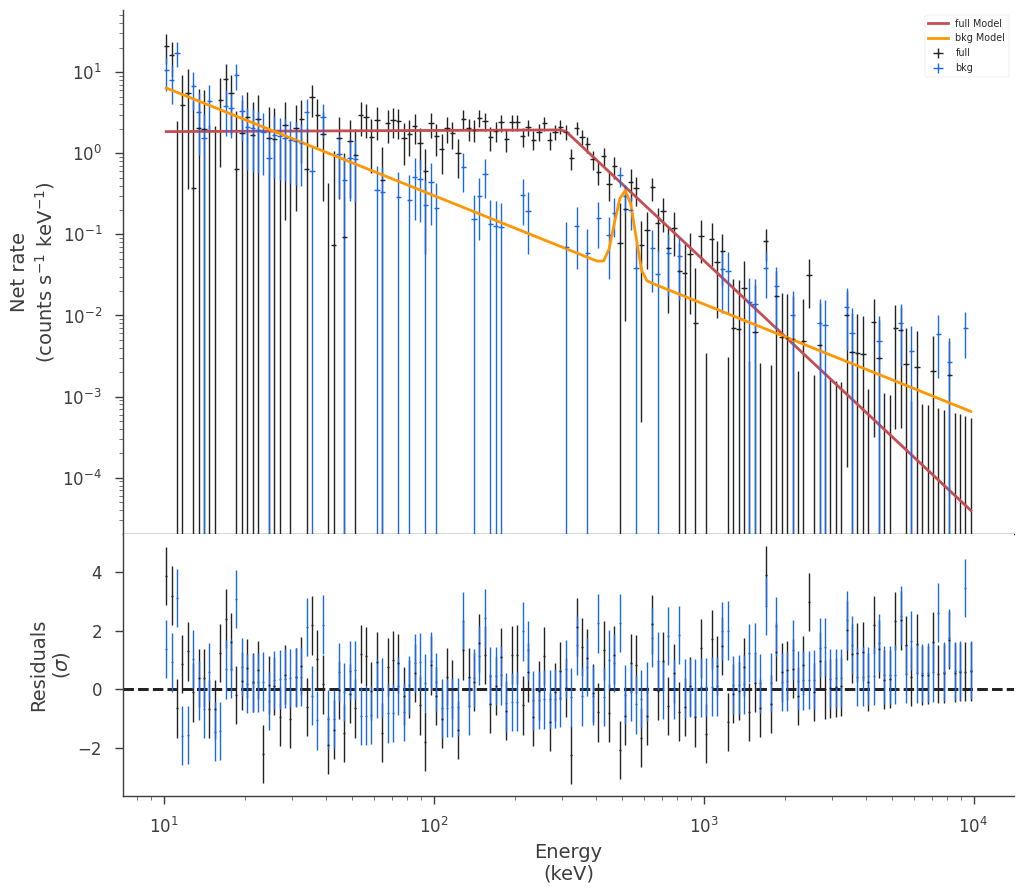 full Model
bkg Model
full
bkg
10¹
10⁰
10⁻¹
10⁻²
10⁻³
10⁻⁴
Net rate
(counts s⁻¹ keV⁻¹)
4
2
0
−2
Residuals
(σ)
10¹ 10² 10³ 10⁴
Energy
(keV)